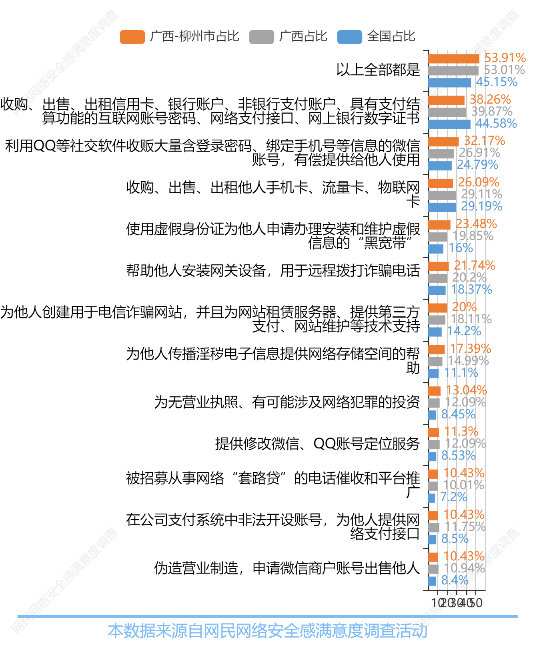 广西-柳州市占比 广西占比 全国占比
以上全部都是
53.91%
53.01%
45.15%
收购、出售、出租信用卡、银行账户、非银行支付账户、具有支付结
算功能的互联网账号密码、网络支付接口、网上银行数字证书
38.26%
39.87%
44.58%
利用QQ等社交软件收贩大量含登录密码、绑定手机号等信息的微信
账号，有偿提供给他人使用
32.17%
26.91%
24.79%
收购、出售、出租他人手机卡、流量卡、物联网
卡
26.09%
29.11%
29.19%
使用虚假身份证为他人申请办理安装和维护虚假
信息的“黑宽带”
23.48%
19.85%
16%
帮助他人安装网关设备，用于远程拨打诈骗电话
21.74%
20.2%
18.37%
为他人创建用于电信诈骗网站，并且为网站租赁服务器、提供第三方
支付、网站维护等技术支持
20%
18.11%
14.2%
为他人传播淫秽电子信息提供网络存储空间的帮
助
17.39%
14.99%
11.1%
为无营业执照、有可能涉及网络犯罪的投资
13.04%
12.09%
8.45%
提供修改微信、QQ账号定位服务
11.3%
12.09%
8.53%
被招募从事网络“套路贷”的电话催收和平台推
广
10.43%
10.01%
7.2%
在公司支付系统中非法开设账号，为他人提供网
络支付接口
10.43%
11.75%
8.5%
伪造营业制造，申请微信商户账号出售他人
10.43%
10.94%
8.4%
10 20 30 40 50
本数据来源自网民网络安全感满意度调查活动